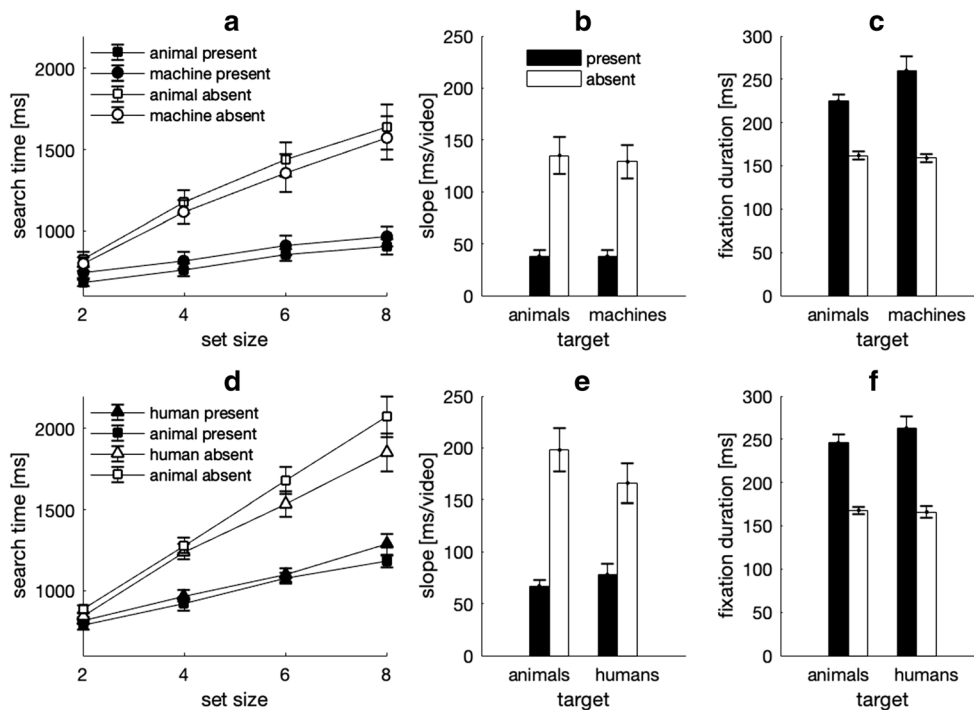 a
animal present
machine present
animal absent
machine absent
2000
1500
1000
search time [ms]
2 4 6 8
set size
b
present
absent
250
200
150
100
50
0
slope [ms/video]
animals machines
target
c
300
250
200
150
100
50
0
fixation duration [ms]
animals machines
target
d
human present
animal present
human absent
animal absent
2000
1500
1000
search time [ms]
2 4 6 8
set size
e
250
200
150
100
50
0
slope [ms/video]
animals humans
target
f
300
250
200
150
100
50
0
fixation duration [ms]
animals humans
target